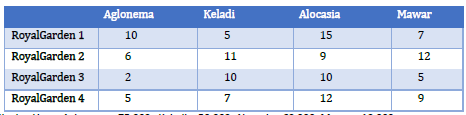 Aglonema Keladi Alocasia Mawar
RoyalGarden 1 10 5 15 7
RoyalGarden 2 6 11 9 12
RoyalGarden 3 2 10 10 5
RoyalGarden 4 5 7 12 9